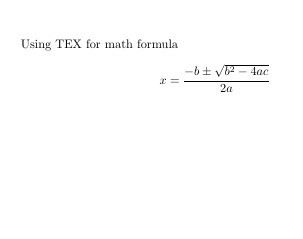 Using TEX for math formula
x = \frac{-b \pm \sqrt{b^2 - 4ac}}{2a}